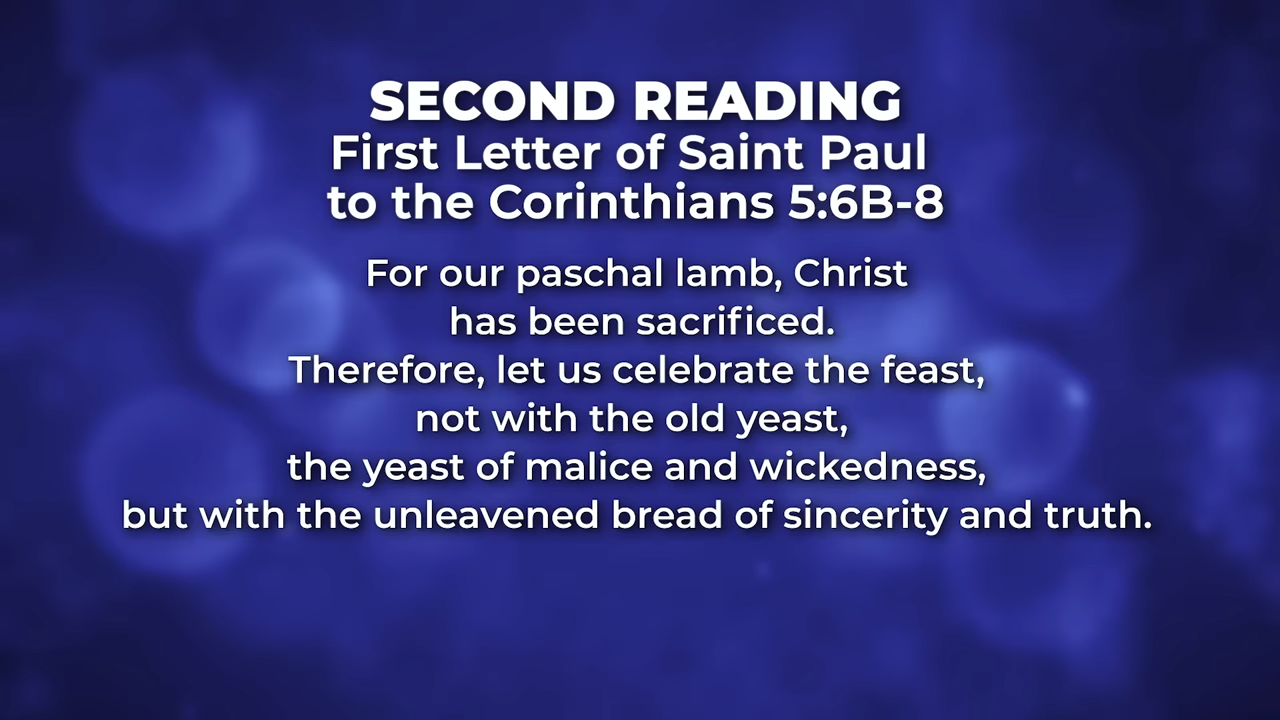 SECOND READING
First Letter of Saint Paul
to the Corinthians 5:6B-8
For our paschal lamb, Christ
has been sacrificed.
Therefore, let us celebrate the feast,
not with the old yeast,
the yeast of malice and wickedness,
but with the unleavened bread of sincerity and truth.